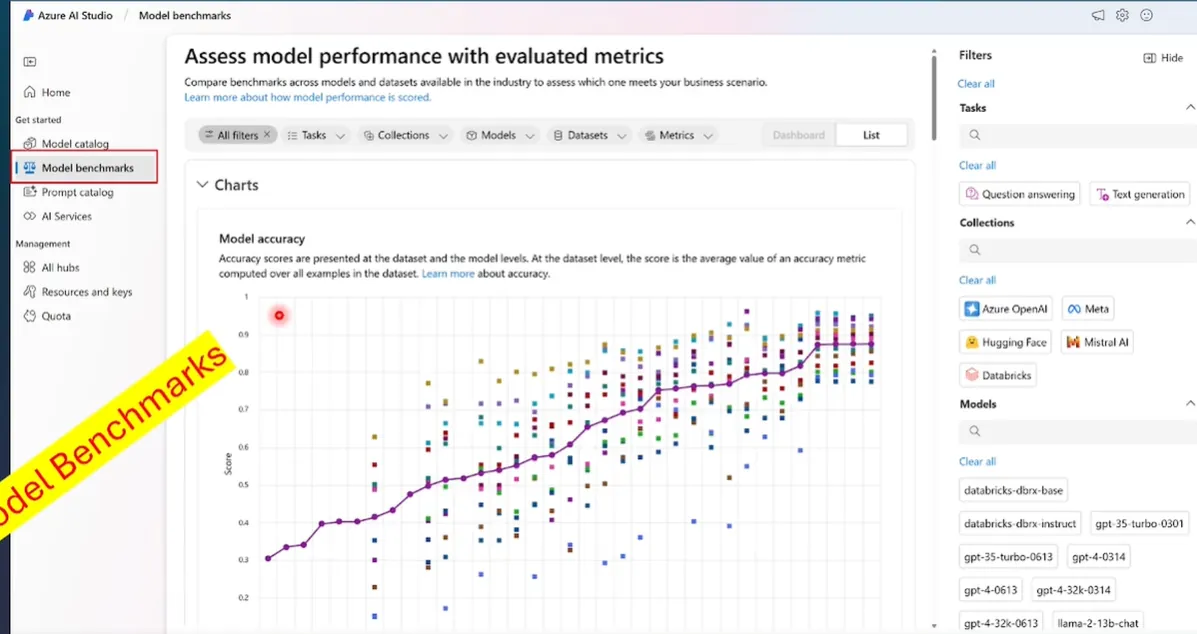 Azure AI Studio / Model benchmarks
Home
Get started
Model catalog
Model benchmarks
Prompt catalog
AI Services
Management
All hubs
Resources and keys
Quota
Model Benchmarks
Assess model performance with evaluated metrics
Compare benchmarks across models and datasets available in the industry to assess which one meets your business scenario.
Learn more about how model performance is scored.
All filters Tasks Collections Models Datasets Metrics Dashboard List
Charts
Model accuracy
Accuracy scores are presented at the dataset and the model levels. At the dataset level, the score is the average value of an accuracy metric
computed over all examples in the dataset. Learn more about accuracy.
1
0.9
0.8
0.7
0.6
0.5
0.4
0.3
0.2
Score
Filters Hide
Clear all
Tasks
Clear all
Question answering Text generation
Collections
Clear all
Azure OpenAI Meta
Hugging Face Mistral AI
Databricks
Models
Clear all
databricks-dbrx-base
databricks-dbrx-instruct gpt-35-turbo-0301
gpt-35-turbo-0613 gpt-4-0314
gpt-4-0613 gpt-4-32k-0314
gpt-4-32k-0613 llama-2-13b-chat